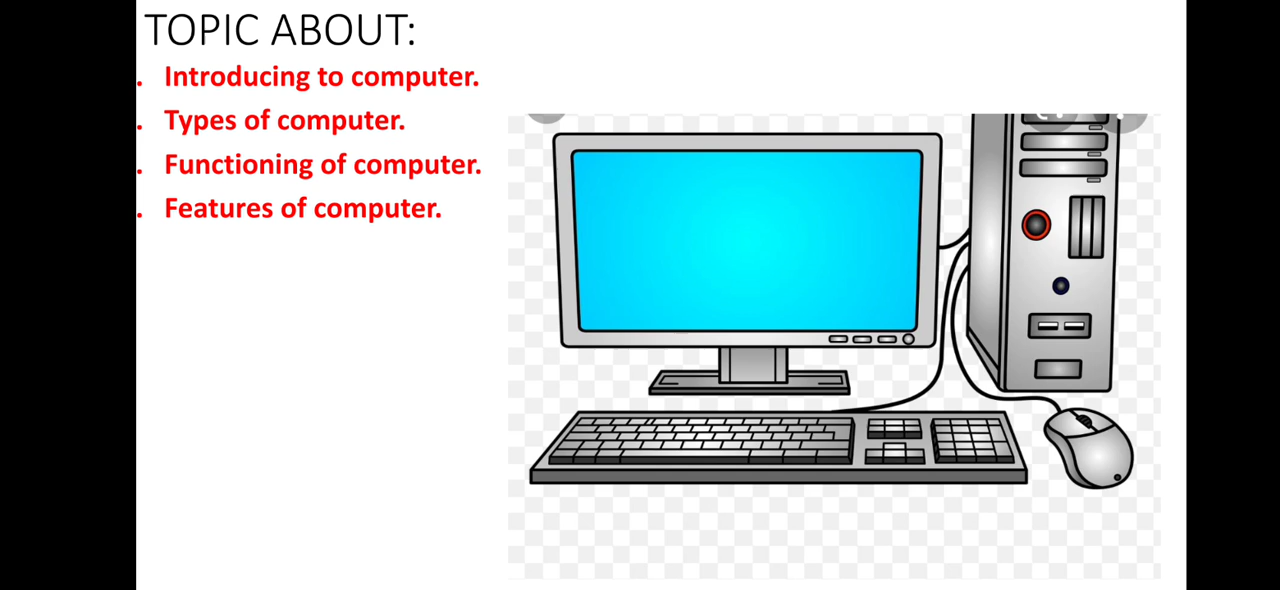 TOPIC ABOUT:
. Introducing to computer.
. Types of computer.
. Functioning of computer.
. Features of computer.